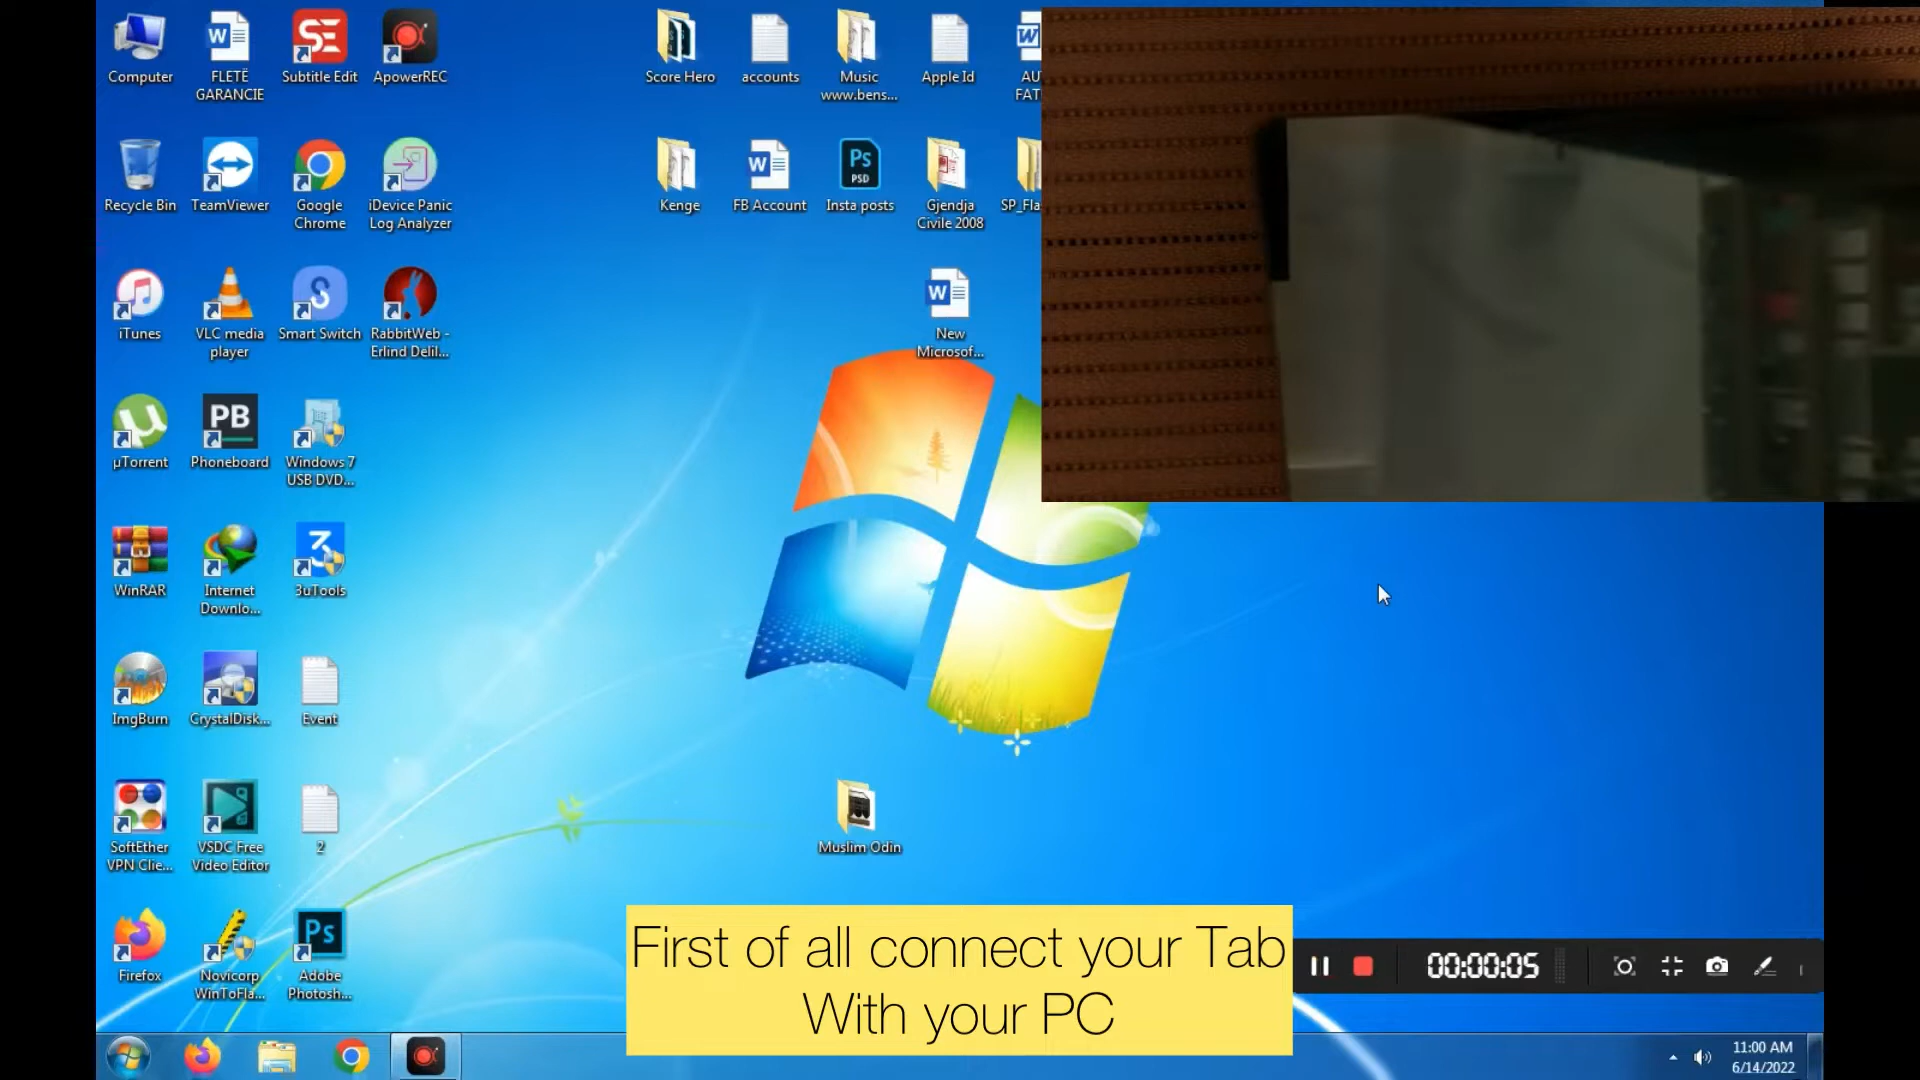 Computer
FLETË
GARANCIE
Subtitle Edit
ApowerREC
Score Hero
accounts
Music
www.bens...
Apple Id
Recycle Bin
TeamViewer
Google
Chrome
iDevice Panic
Log Analyzer
Kenge
FB Account
Insta posts
Gjendja
Civile 2008
SP_Fla
iTunes
VLC media
player
Smart Switch
RabbitWeb -
Erlind Delil...
New
Microsof...
µTorrent
PB
Phoneboard
Windows 7
USB DVD...
WinRAR
Internet
Downlo...
3uTools
ImgBurn
CrystalDisk...
Event
SoftEther
VPN Clie...
VSDC Free
Video Editor
2
Muslim Odin
Firefox
Novicorp
WinToFla...
Ps
Adobe
Photosh...
First of all connect your Tab
With your PC
00:00:05
11:00 AM
6/14/2022